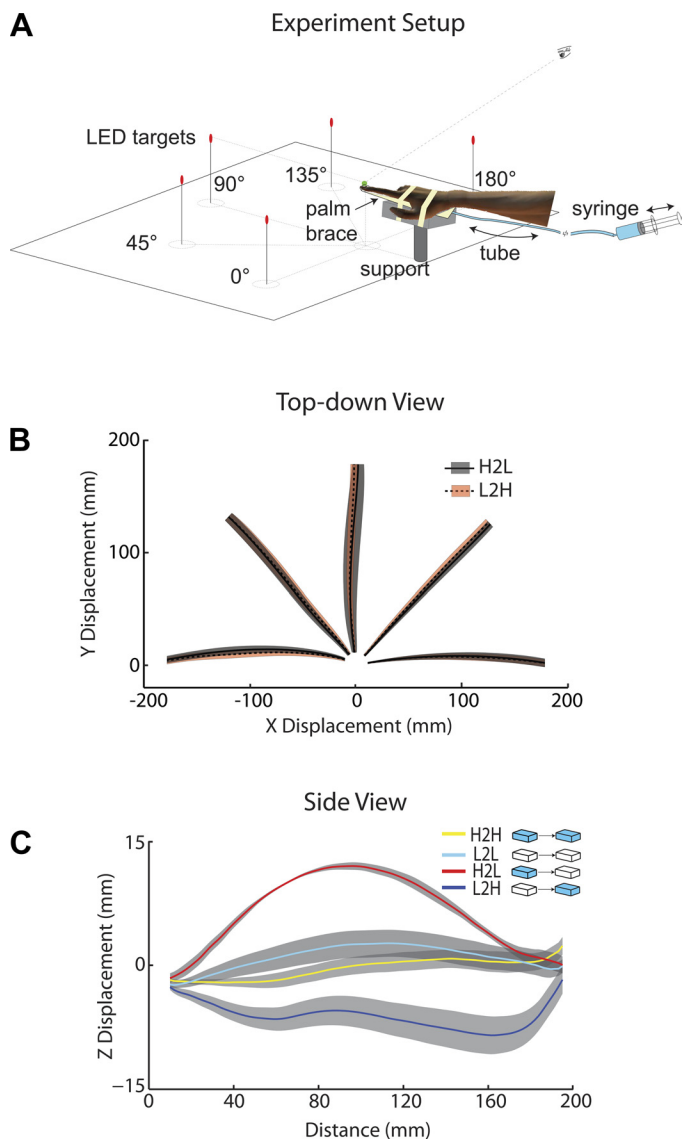 A
Experiment Setup
LED targets
135°
180°
90°
palm
brace
syringe
45°
tube
0°
support
Top-down View
B
200
H2L
L2H
Y Displacement (mm)
100
0
-200
-100
0
100
200
X Displacement (mm)
Side View
C
15
H2H
L2L
H2L
L2H
Z Displacement (mm)
0
−15
0
40
80
120
160
200
Distance (mm)